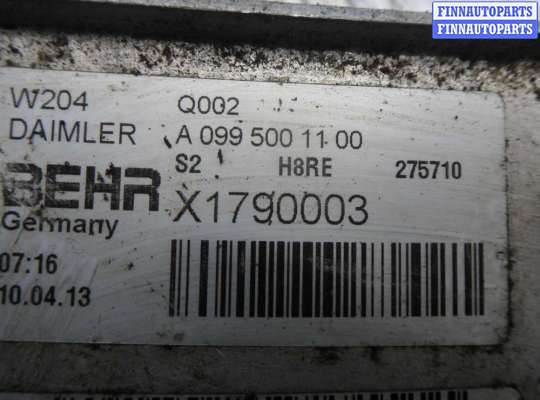 FINNAUTOPARTS
FINNAUTOPARTS
W204 Q002
DAIMLER A 099 500 11 00
S2 H8RE 275710
BEHR X1790003
Germany
07:16
10.04.13